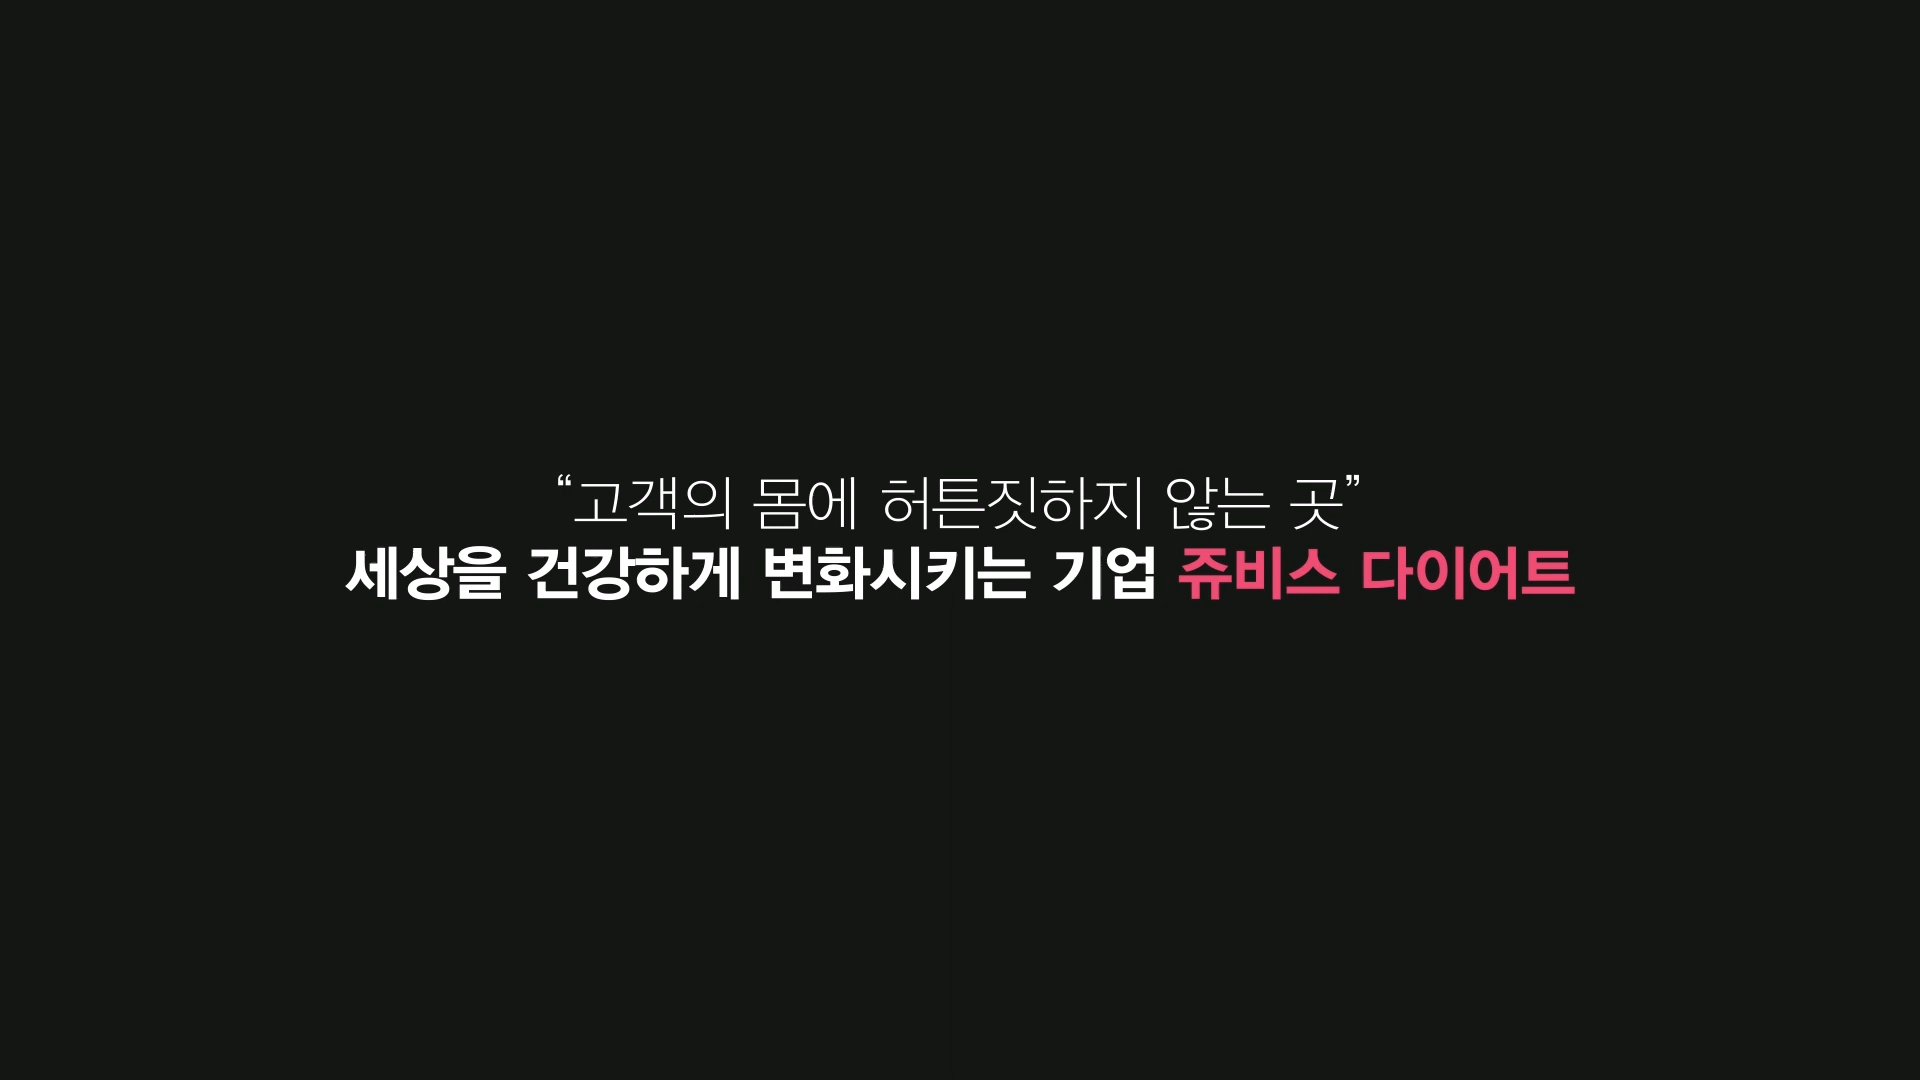 “고객의 몸에 허튼짓하지 않는 곳”
세상을 건강하게 변화시키는 기업 쥬비스 다이어트